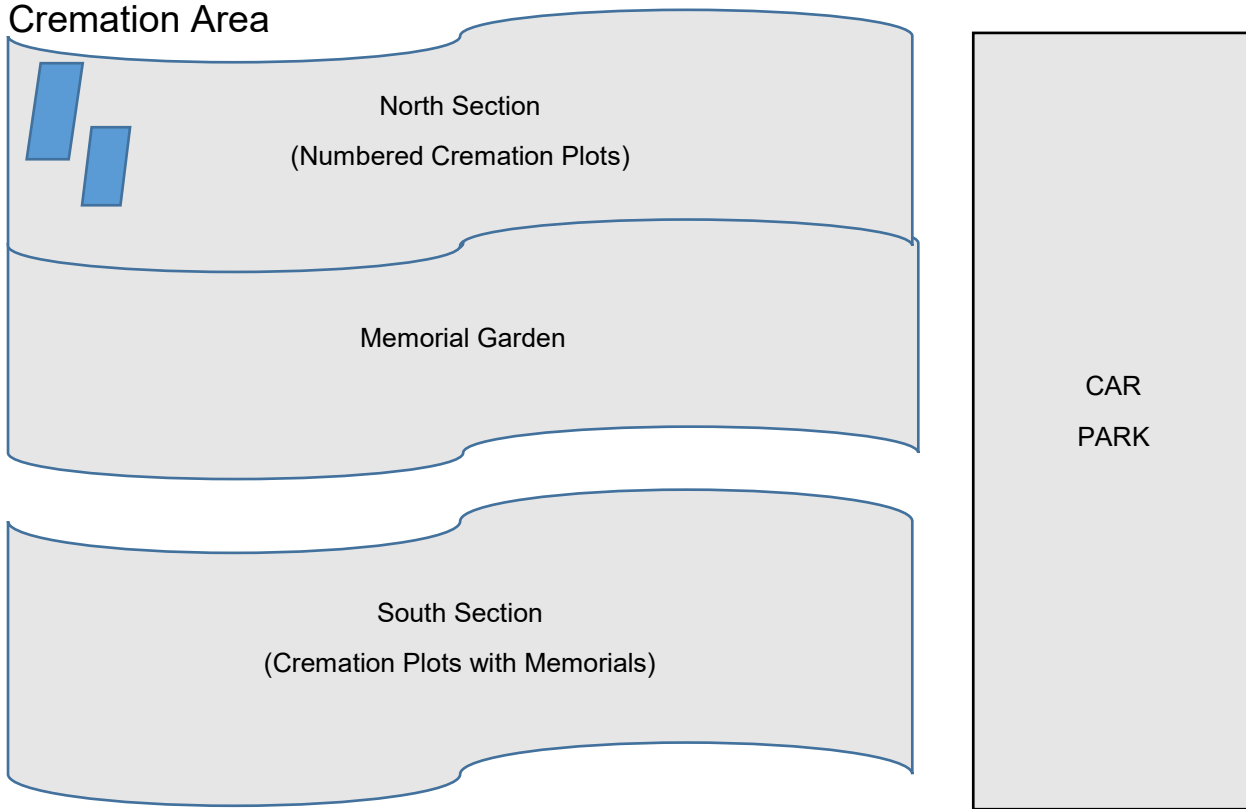 Cremation Area
North Section
(Numbered Cremation Plots)
Memorial Garden
CAR
PARK
South Section
(Cremation Plots with Memorials)